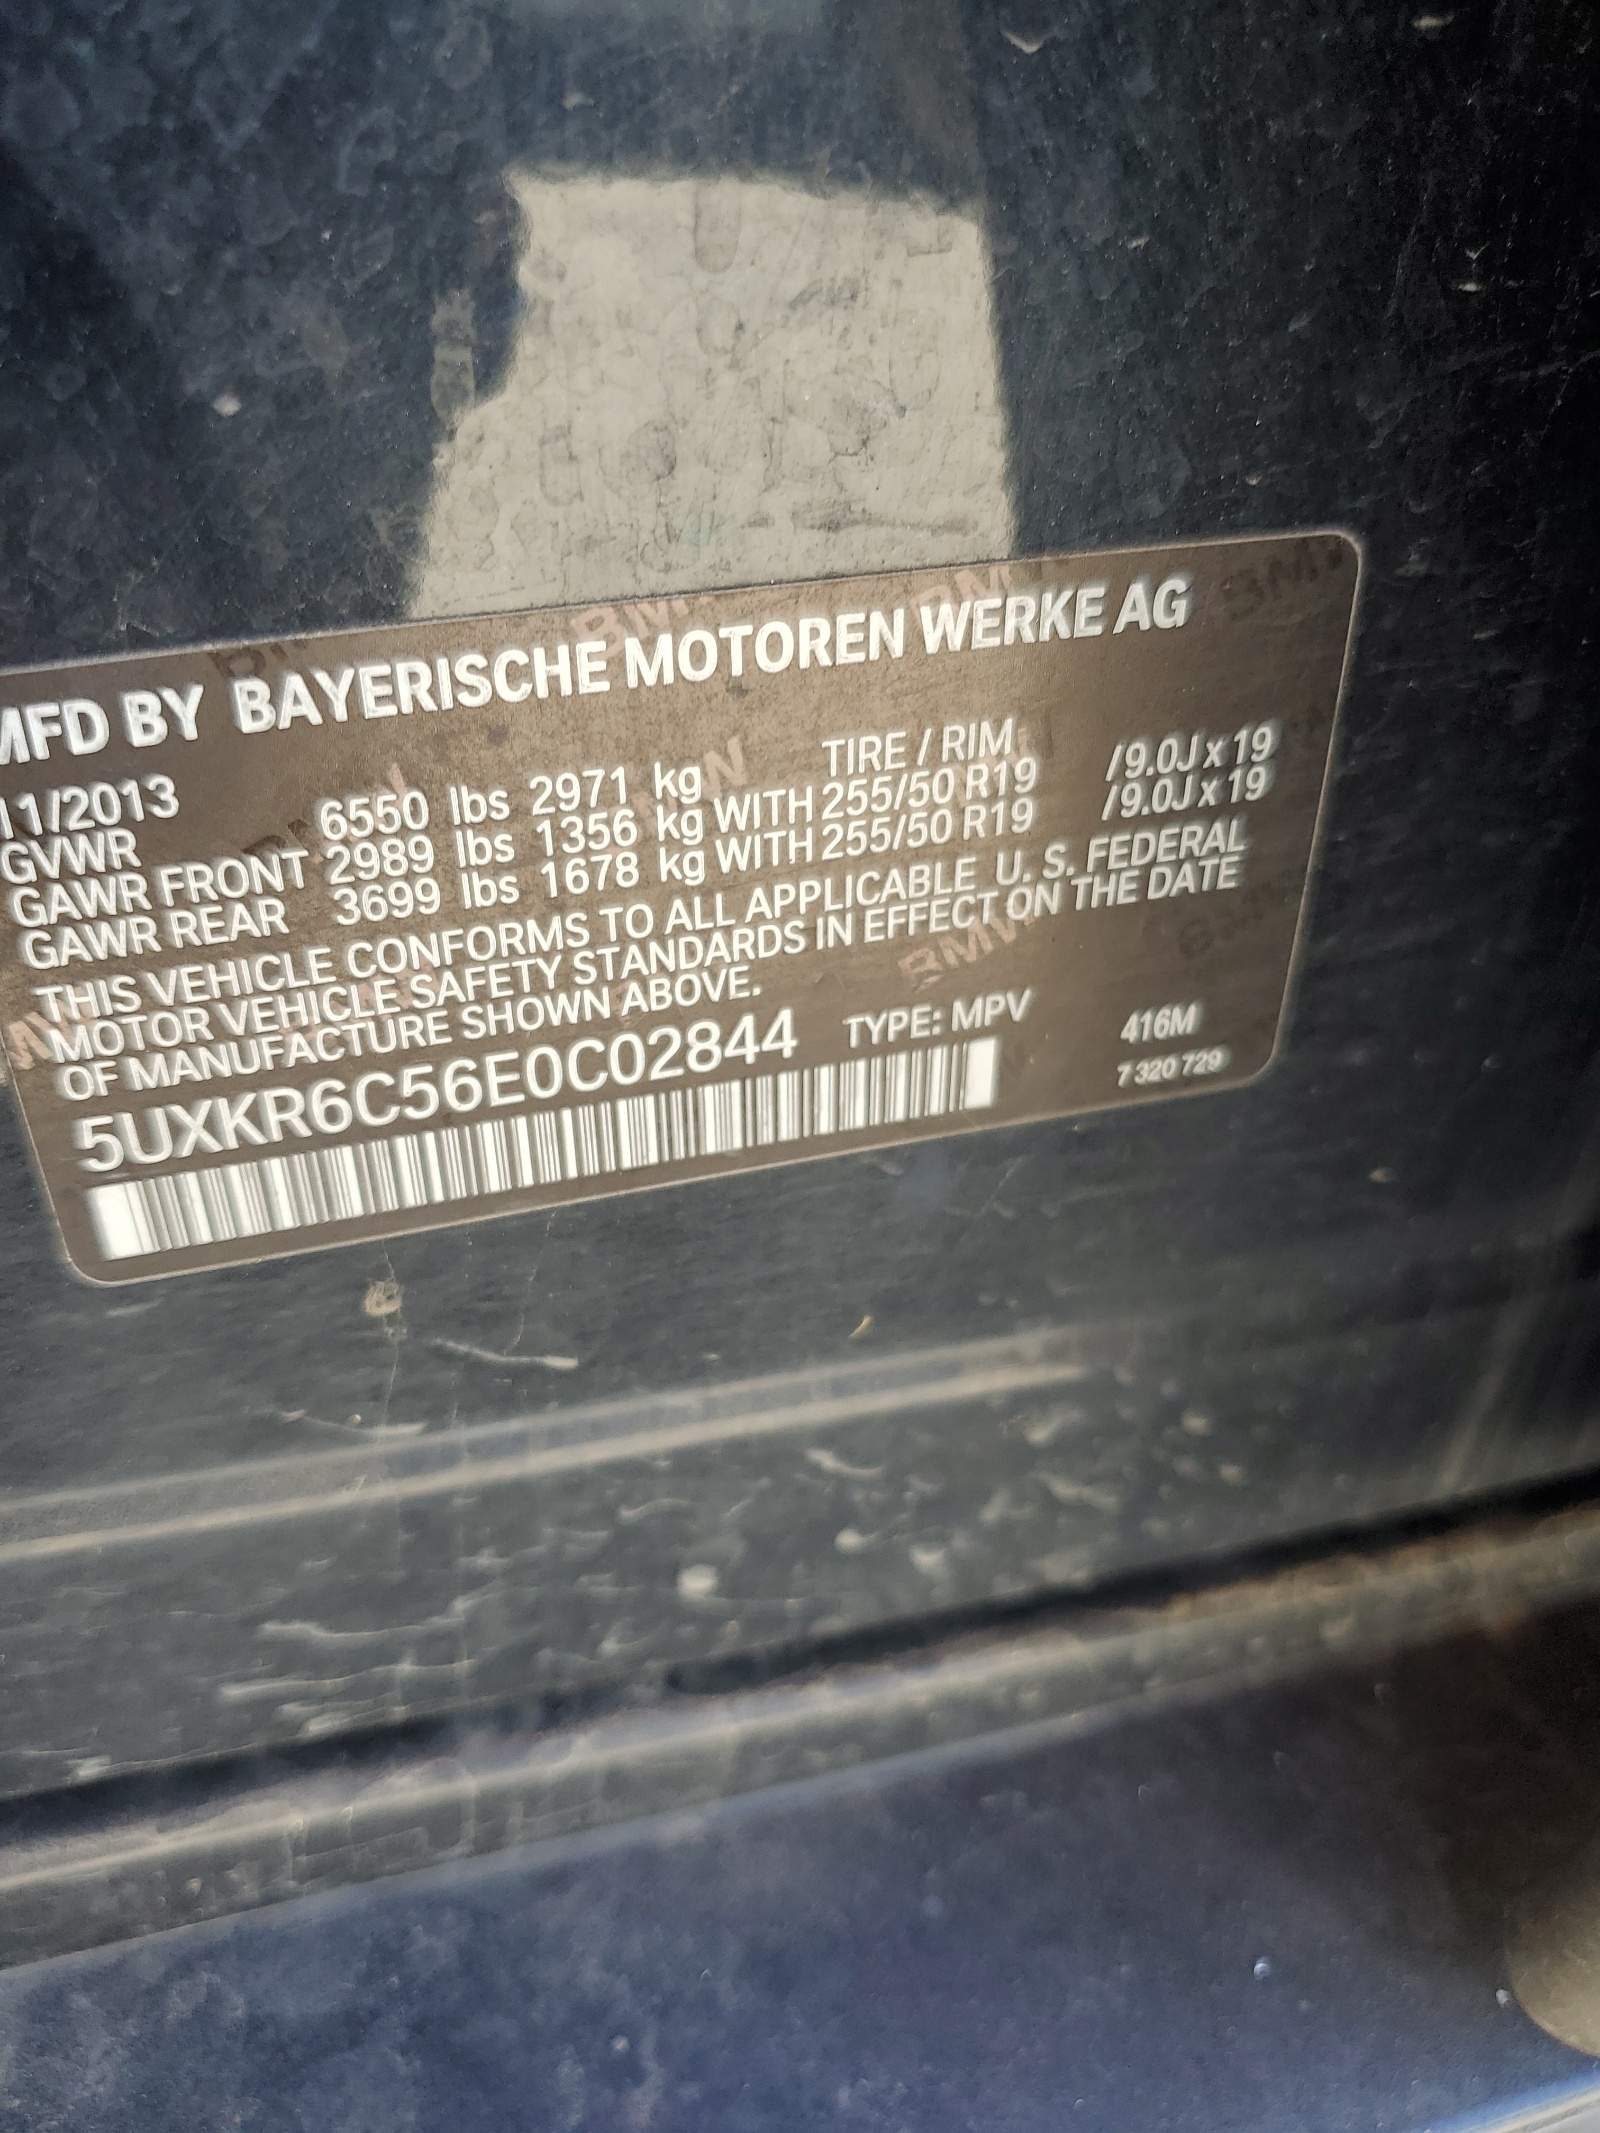 MFD BY BAYERISCHE MOTOREN WERKE AG
11/2013 TIRE / RIM
GVWR 6550 lbs 2971 kg
GAWR FRONT 2989 lbs 1356 kg WITH 255/50 R19 /9.0J x 19
GAWR REAR 3699 lbs 1678 kg WITH 255/50 R19 /9.0J x 19
THIS VEHICLE CONFORMS TO ALL APPLICABLE U. S. FEDERAL
MOTOR VEHICLE SAFETY STANDARDS IN EFFECT ON THE DATE
OF MANUFACTURE SHOWN ABOVE.
5UXKR6C56E0C02844 TYPE: MPV 416M
7 320 729